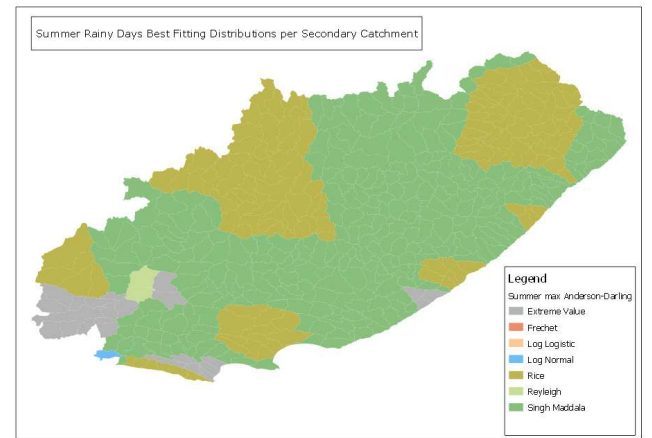 Summer Rainy Days Best Fitting Distributions per Secondary Catchment
Legend
Summer max Anderson-Darling
Extreme Value
Frechet
Log Logistic
Log Normal
Rice
Reyleigh
Singh Maddala